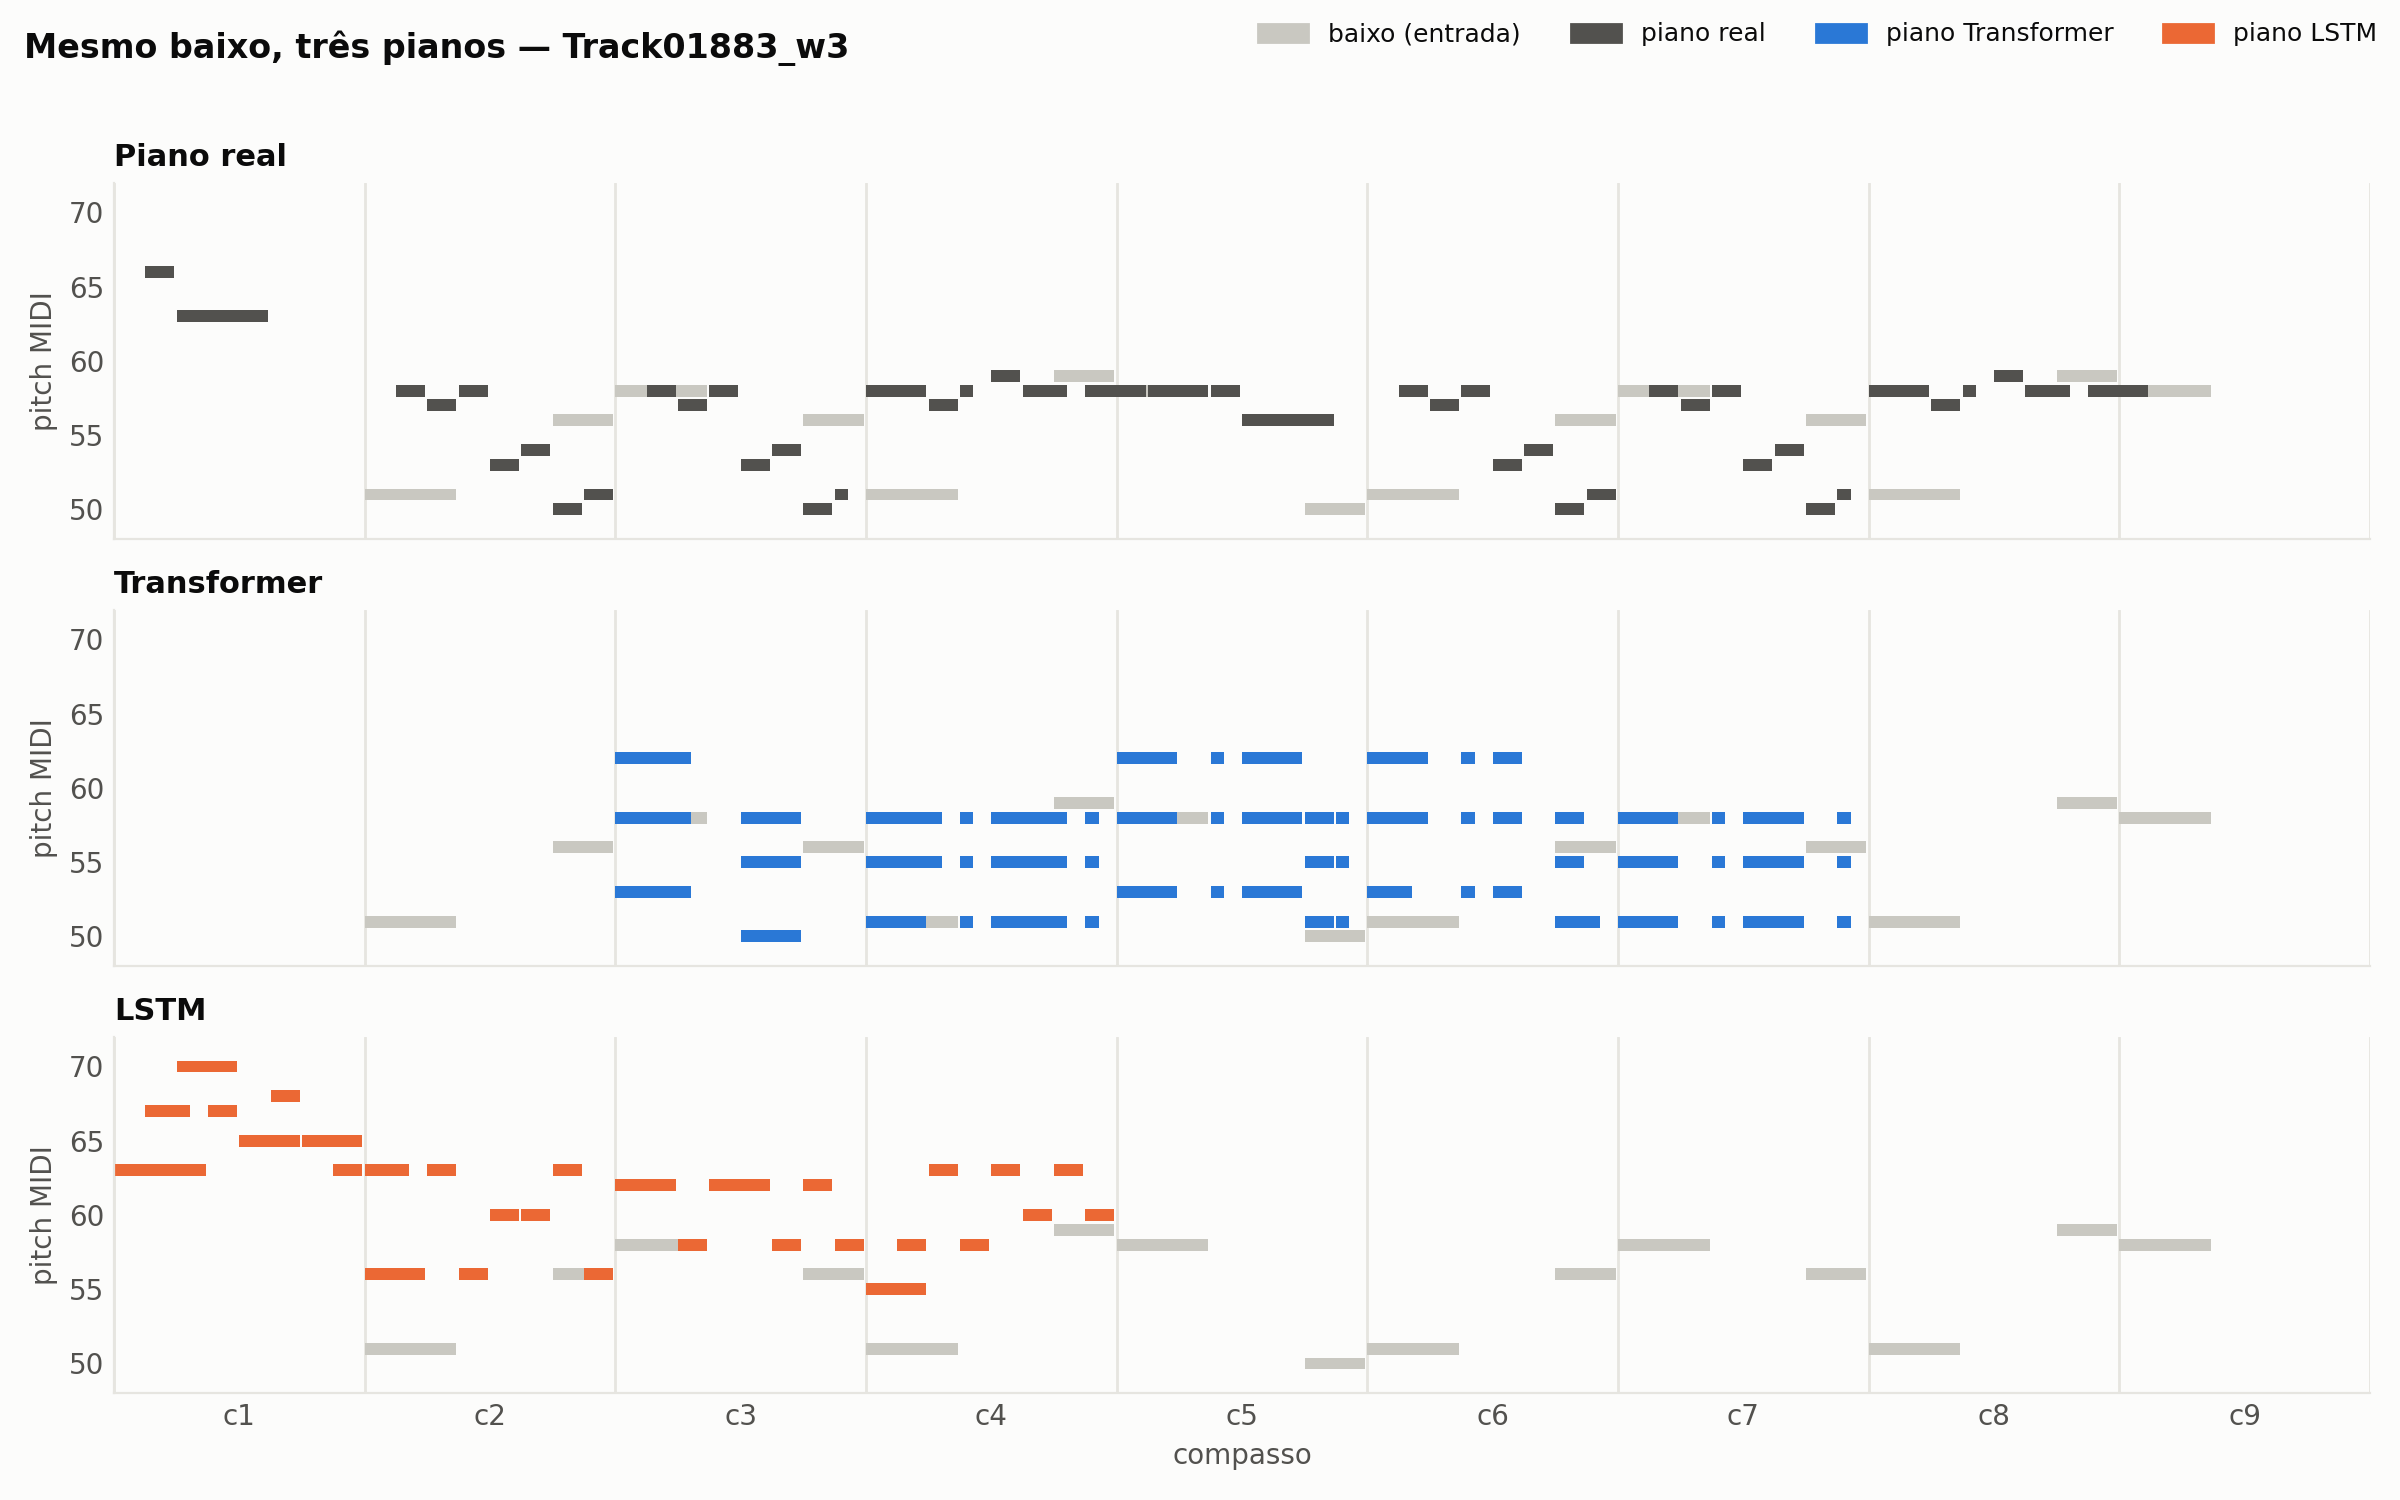 Mesmo baixo, três pianos — Track01883_w3
baixo (entrada)
piano real
piano Transformer
piano LSTM
Piano real
70
65
60
55
50
pitch MIDI
Transformer
70
65
60
55
50
pitch MIDI
LSTM
70
65
60
55
50
pitch MIDI
c1 c2 c3 c4 c5 c6 c7 c8 c9
compasso